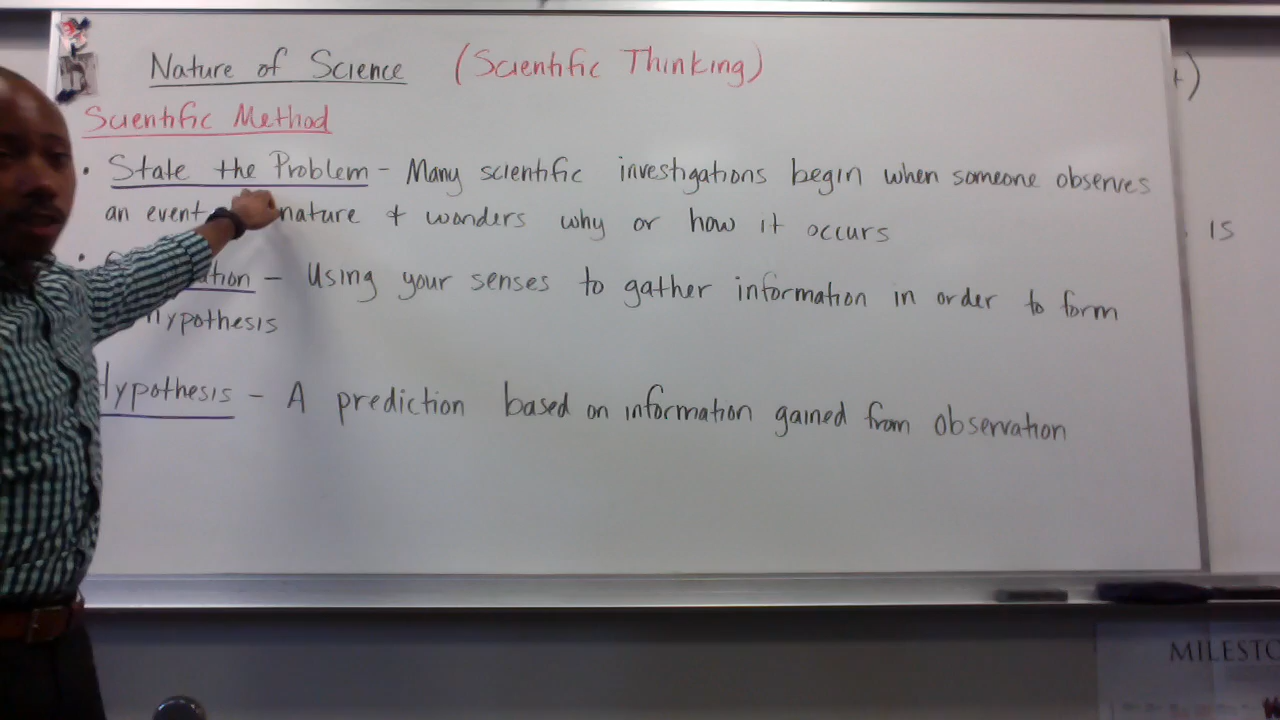 Nature of Science (Scientific Thinking)
Scientific Method
• State the Problem - Many scientific investigations begin when someone observes
an event nature & wonders why or how it occurs
• ation - Using your senses to gather information in order to form
hypothesis
Hypothesis - A prediction based on information gained from observation
)
is
MILESTO